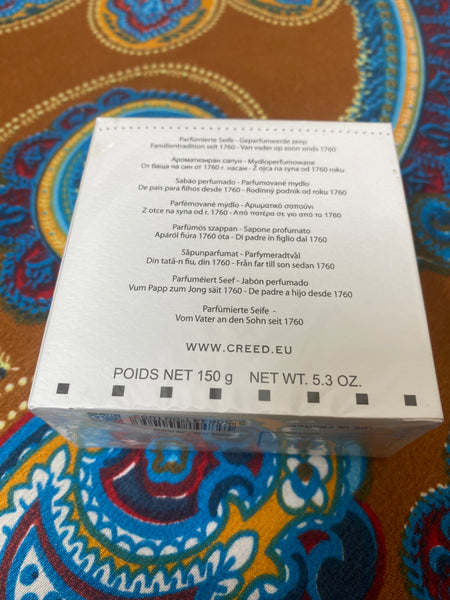 Parfümierte Seife - Geparfumeerde zeep
Familientradition seit 1760 - Van vader op zoon sinds 1760
Ароматизиран сапун - Mydloperfumowane
От баща на син от 1760 г. насам - Z ojca na syna od 1760 roku
Sabão perfumado - Parfumované mydlo
De pais para filhos desde 1760 - Rodinný podnik od roku 1760
Parfémované mýdlo - Αρωματικό σαπούνι
Z otce na syna od r. 1760 - Από πατέρα σε γιο από το 1760
Parfümös szappan - Sapone profumato
Apáról fiúra 1760 óta - Di padre in figlio dal 1760
Săpunparfumat - Parfymeradtvål
Din tată-n fiu, din 1760 - Från far till son sedan 1760
Parfuméiert Seef - Jabón perfumado
Vum Papp zum Jong säit 1760 - De padre a hijo desde 1760
Parfümierte Seife -
Vom Vater an den Sohn seit 1760
WWW.CREED.EU
POIDS NET 150 g NET WT. 5.3 OZ.